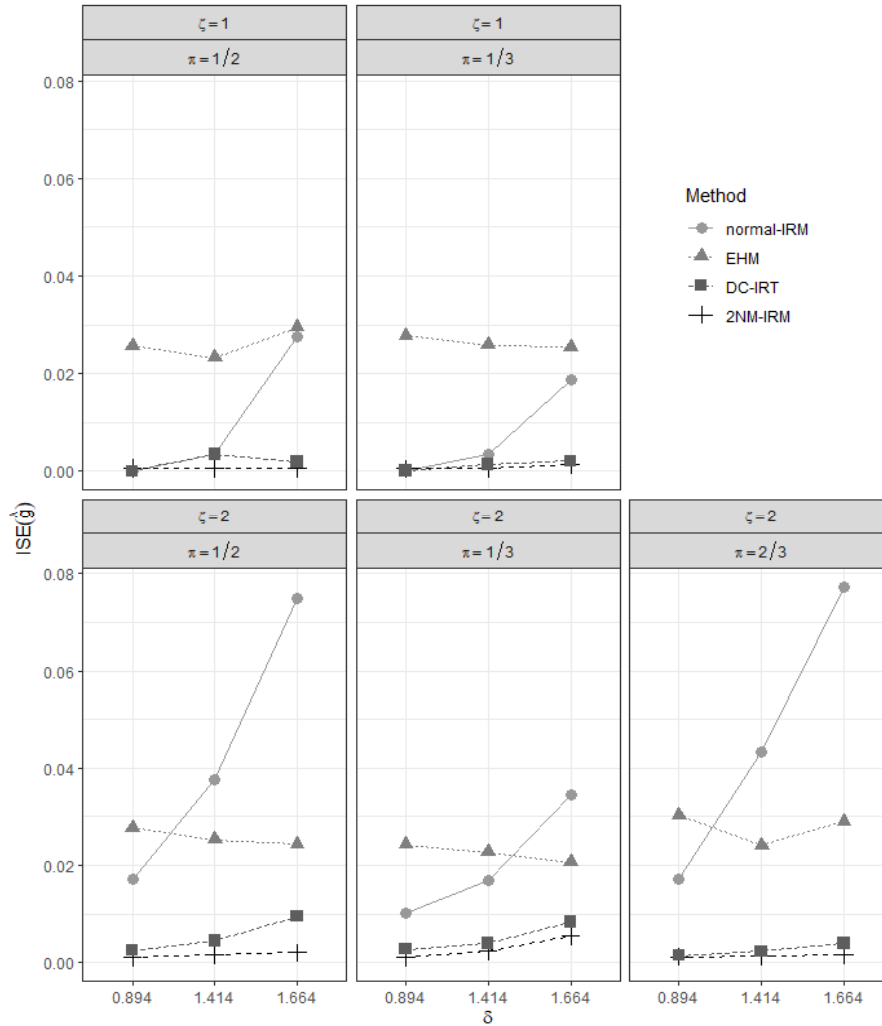 ζ = 1
ζ = 1
π = 1/2
π = 1/3
0.08
0.06
0.04
0.02
0.00
Method
normal-IRM
EHM
DC-IRT
2NM-IRM
ISE(ĝ)
ζ = 2
ζ = 2
ζ = 2
π = 1/2
π = 1/3
π = 2/3
0.08
0.06
0.04
0.02
0.00
0.894 1.414 1.664
0.894 1.414 1.664
0.894 1.414 1.664
δ